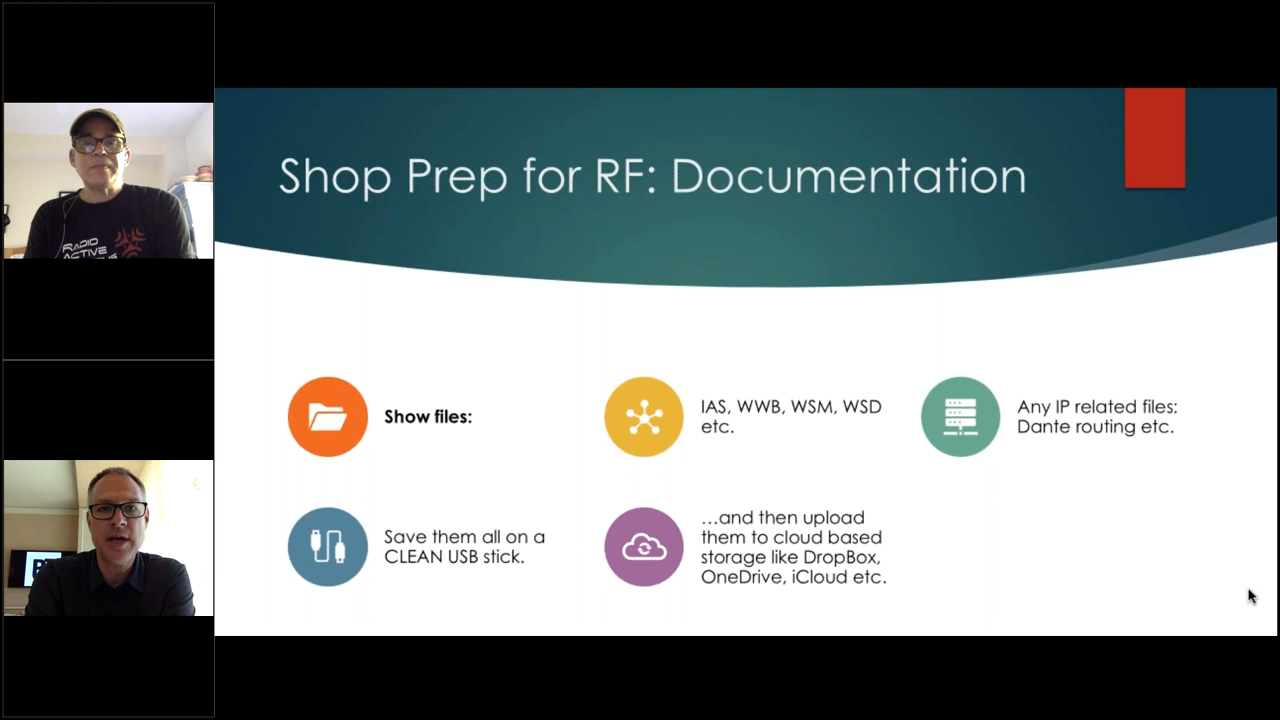 Shop Prep for RF: Documentation
Show files:
IAS, WWB, WSM, WSD
etc.
Any IP related files:
Dante routing etc.
Save them all on a
CLEAN USB stick.
…and then upload
them to cloud based
storage like DropBox,
OneDrive, iCloud etc.
RADIO
ACTIVE